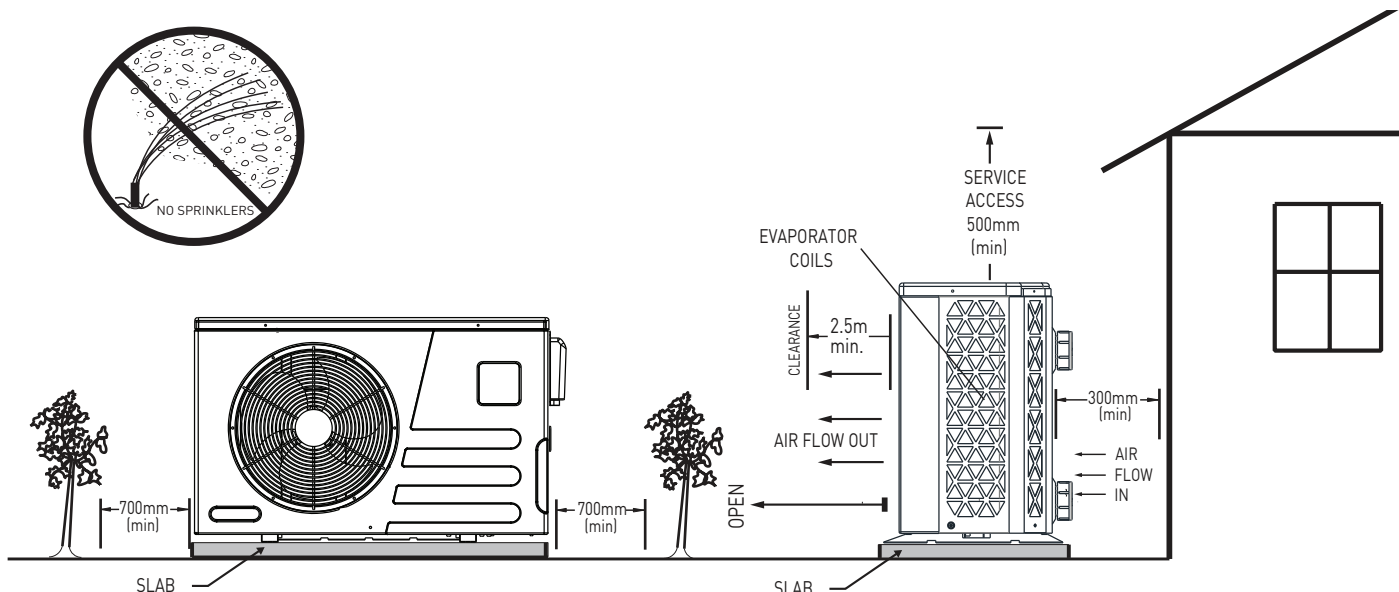 NO SPRINKLERS
SERVICE
ACCESS
500mm
(min)
EVAPORATOR
COILS
CLEARANCE
2.5m
min.
300mm
(min)
AIR FLOW OUT
AIR
FLOW
IN
OPEN
700mm
(min)
700mm
(min)
SLAB
SLAB